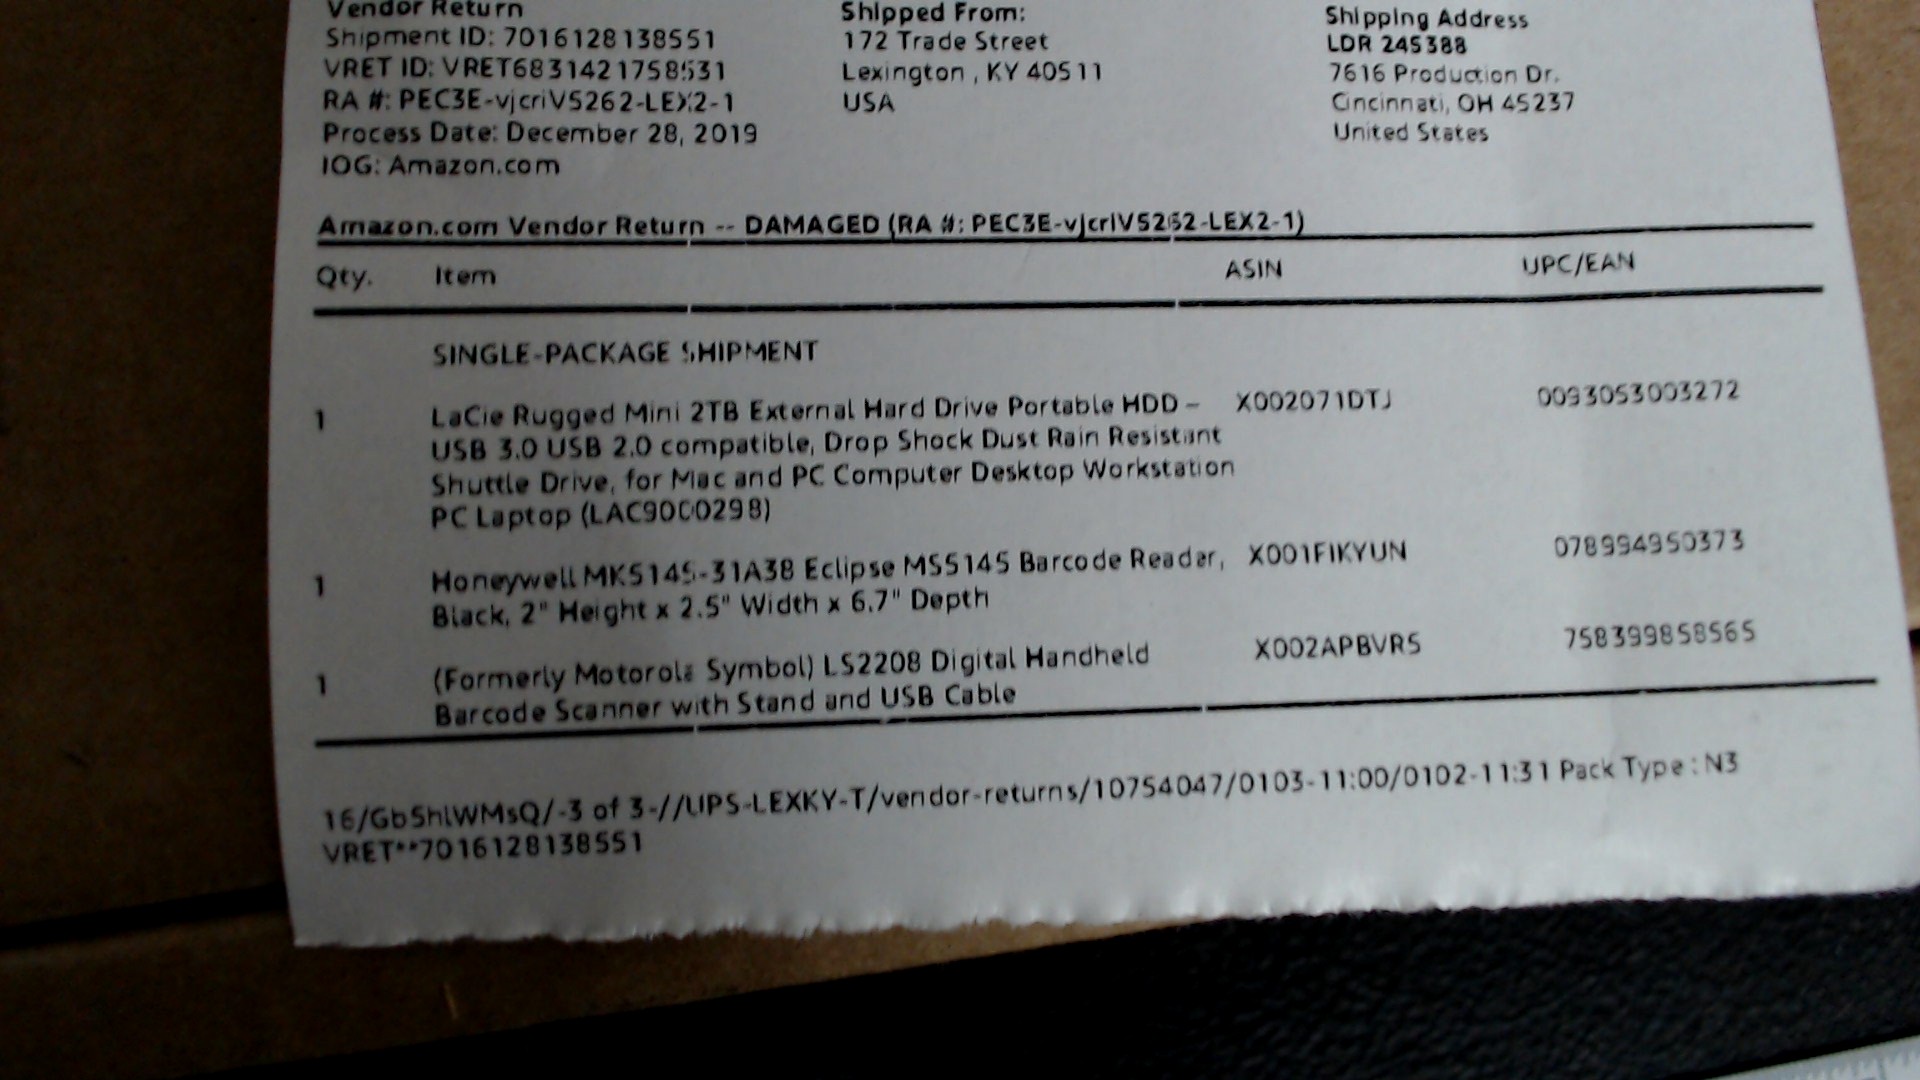 Vendor Return
Shipment ID: 7016128138551
VRET ID: VRET6831421758531
RA #: PEC3E-vjcriV5262-LEX2-1
Process Date: December 28, 2019
IOG: Amazon.com
Shipped From:
172 Trade Street
Lexington , KY 40511
USA
Shipping Address
LDR 245388
7616 Production Dr.
Cincinnati, OH 45237
United States
Amazon.com Vendor Return -- DAMAGED (RA #: PEC3E-vjcriV5262-LEX2-1)
Qty. Item ASIN UPC/EAN
SINGLE-PACKAGE SHIPMENT
1 LaCie Rugged Mini 2TB External Hard Drive Portable HDD – X002071DTJ 0093053003272
USB 3.0 USB 2.0 compatible, Drop Shock Dust Rain Resistant
Shuttle Drive, for Mac and PC Computer Desktop Workstation
PC Laptop (LAC9000298)
1 Honeywell MK5145-31A38 Eclipse MS5145 Barcode Reader, X001FIKYUN 078994950373
Black, 2" Height x 2.5" Width x 6.7" Depth
1 (Formerly Motorola Symbol) LS2208 Digital Handheld X002APBVR5 758399858565
Barcode Scanner with Stand and USB Cable
16/Gb5hlWMsQ/-3 of 3-//UPS-LEXKY-T/vendor-returns/10754047/0103-11:00/0102-11:31 Pack Type : N3
VRET**7016128138551